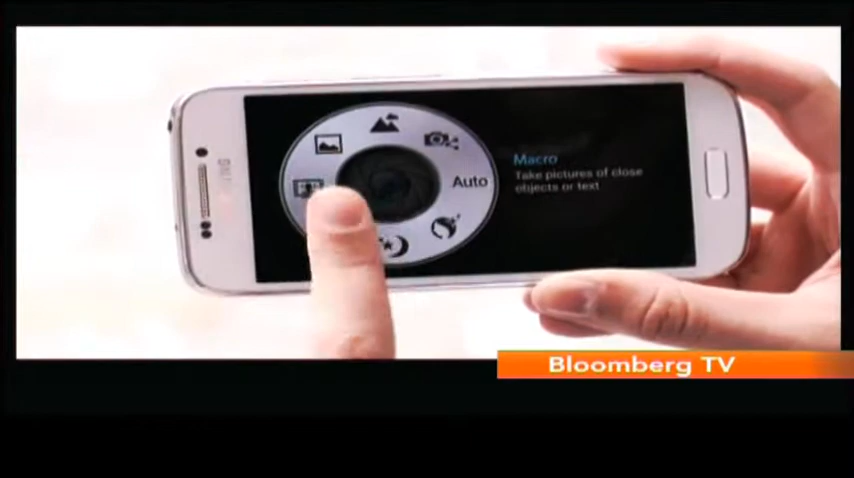 Macro
Take pictures of close
objects or text
Auto
Bloomberg TV